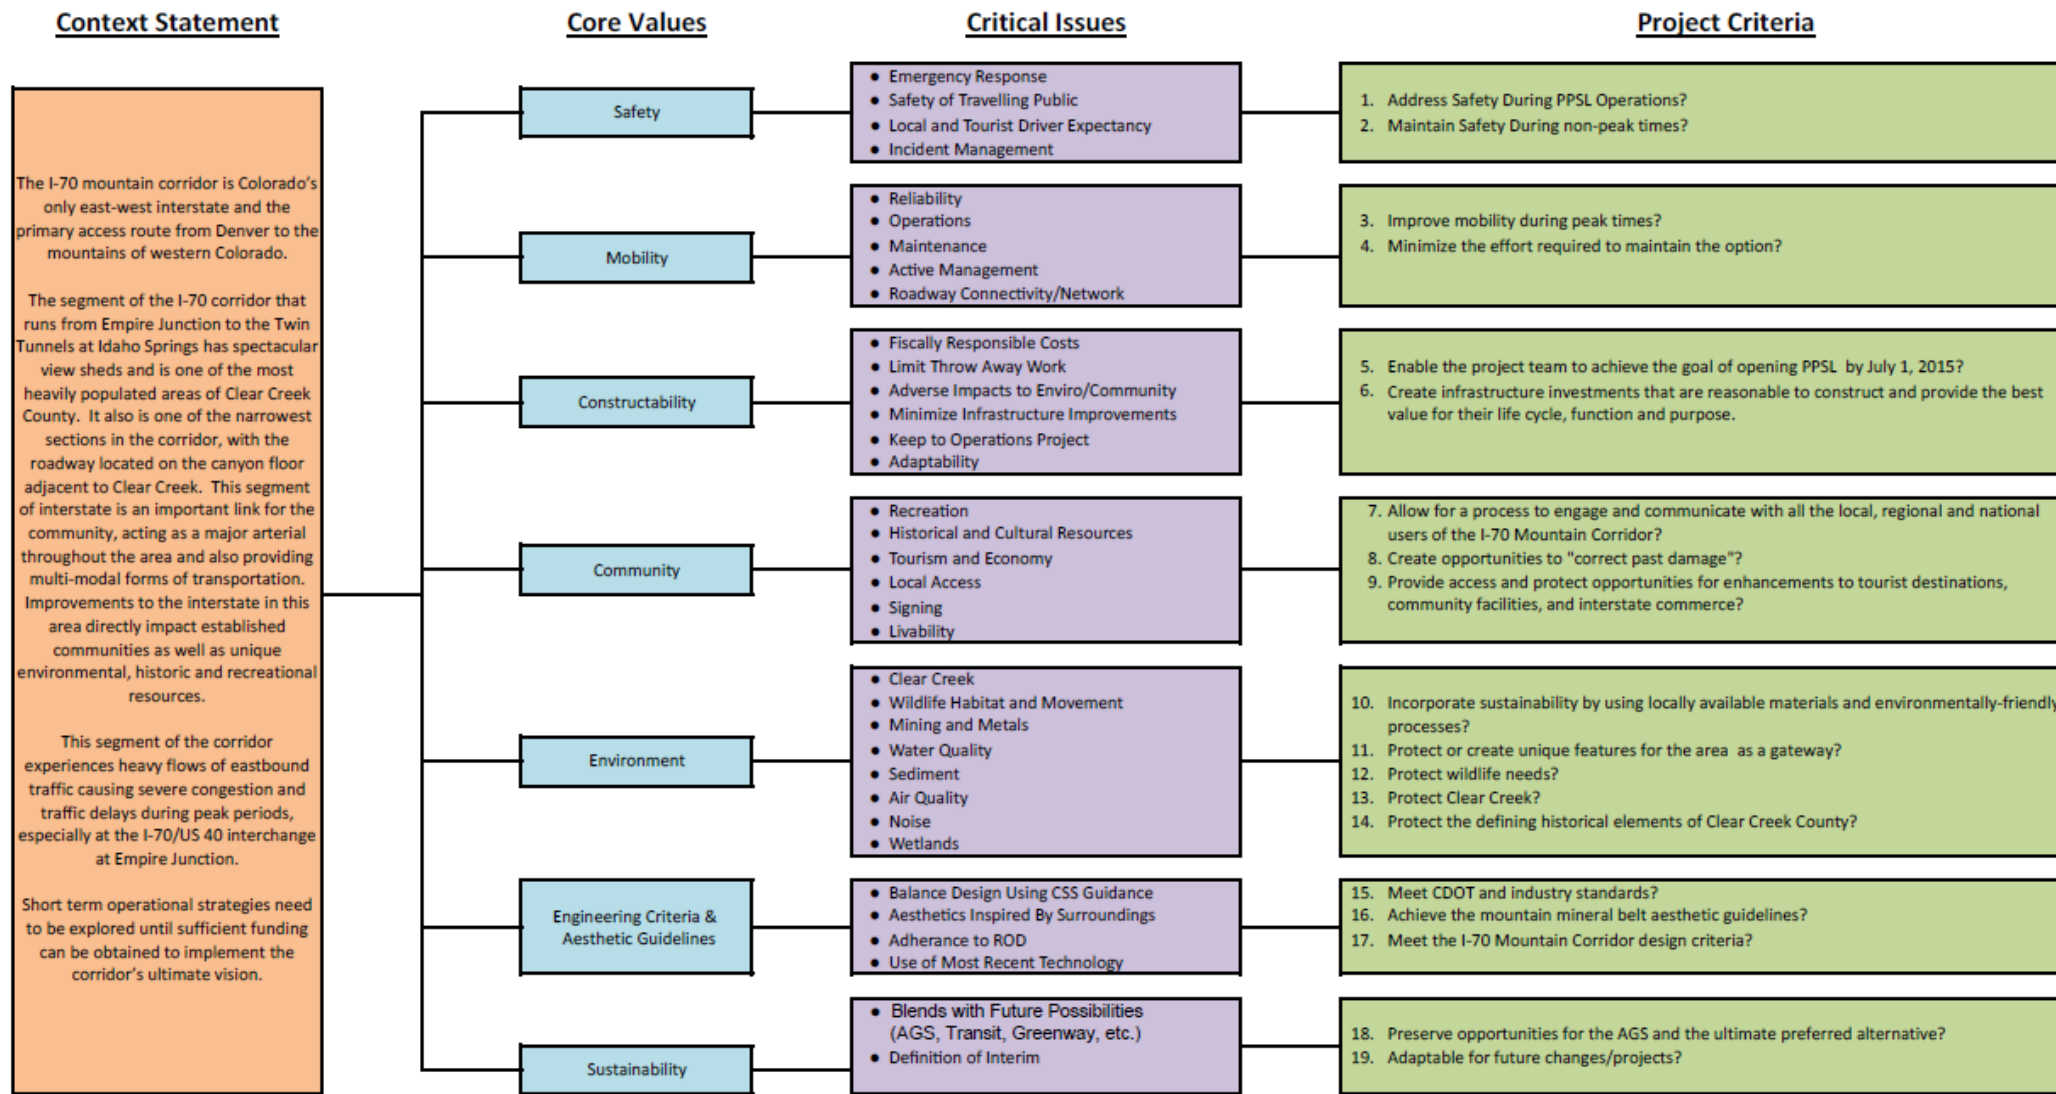 Context Statement
Core Values
Critical Issues
Project Criteria
The I-70 mountain corridor is Colorado's
only east-west interstate and the
primary access route from Denver to the
mountains of western Colorado.
The segment of the I-70 corridor that
runs from Empire Junction to the Twin
Tunnels at Idaho Springs has spectacular
view sheds and is one of the most
heavily populated areas of Clear Creek
County. It also is one of the narrowest
sections in the corridor, with the
roadway located on the canyon floor
adjacent to Clear Creek. This segment
of interstate is an important link for the
community, acting as a major arterial
throughout the area and also providing
multi-modal forms of transportation.
Improvements to the interstate in this
area directly impact established
communities as well as unique
environmental, historic and recreational
resources.
This segment of the corridor
experiences heavy flows of eastbound
traffic causing severe congestion and
traffic delays during peak periods,
especially at the I-70/US 40 interchange
at Empire Junction.
Short term operational strategies need
to be explored until sufficient funding
can be obtained to implement the
corridor's ultimate vision.
Safety
● Emergency Response
● Safety of Travelling Public
● Local and Tourist Driver Expectancy
● Incident Management
1. Address Safety During PPSL Operations?
2. Maintain Safety During non-peak times?
Mobility
● Reliability
● Operations
● Maintenance
● Active Management
● Roadway Connectivity/Network
3. Improve mobility during peak times?
4. Minimize the effort required to maintain the option?
Constructability
● Fiscally Responsible Costs
● Limit Throw Away Work
● Adverse Impacts to Enviro/Community
● Minimize Infrastructure Improvements
● Keep to Operations Project
● Adaptability
5. Enable the project team to achieve the goal of opening PPSL by July 1, 2015?
6. Create infrastructure investments that are reasonable to construct and provide the best
value for their life cycle, function and purpose.
Community
● Recreation
● Historical and Cultural Resources
● Tourism and Economy
● Local Access
● Signing
● Livability
7. Allow for a process to engage and communicate with all the local, regional and national
users of the I-70 Mountain Corridor?
8. Create opportunities to "correct past damage"?
9. Provide access and protect opportunities for enhancements to tourist destinations,
community facilities, and interstate commerce?
Environment
● Clear Creek
● Wildlife Habitat and Movement
● Mining and Metals
● Water Quality
● Sediment
● Air Quality
● Noise
● Wetlands
10. Incorporate sustainability by using locally available materials and environmentally-friendly
processes?
11. Protect or create unique features for the area as a gateway?
12. Protect wildlife needs?
13. Protect Clear Creek?
14. Protect the defining historical elements of Clear Creek County?
Engineering Criteria &
Aesthetic Guidelines
● Balance Design Using CSS Guidance
● Aesthetics Inspired By Surroundings
● Adherance to ROD
● Use of Most Recent Technology
15. Meet CDOT and industry standards?
16. Achieve the mountain mineral belt aesthetic guidelines?
17. Meet the I-70 Mountain Corridor design criteria?
Sustainability
● Blends with Future Possibilities
(AGS, Transit, Greenway, etc.)
● Definition of Interim
18. Preserve opportunities for the AGS and the ultimate preferred alternative?
19. Adaptable for future changes/projects?